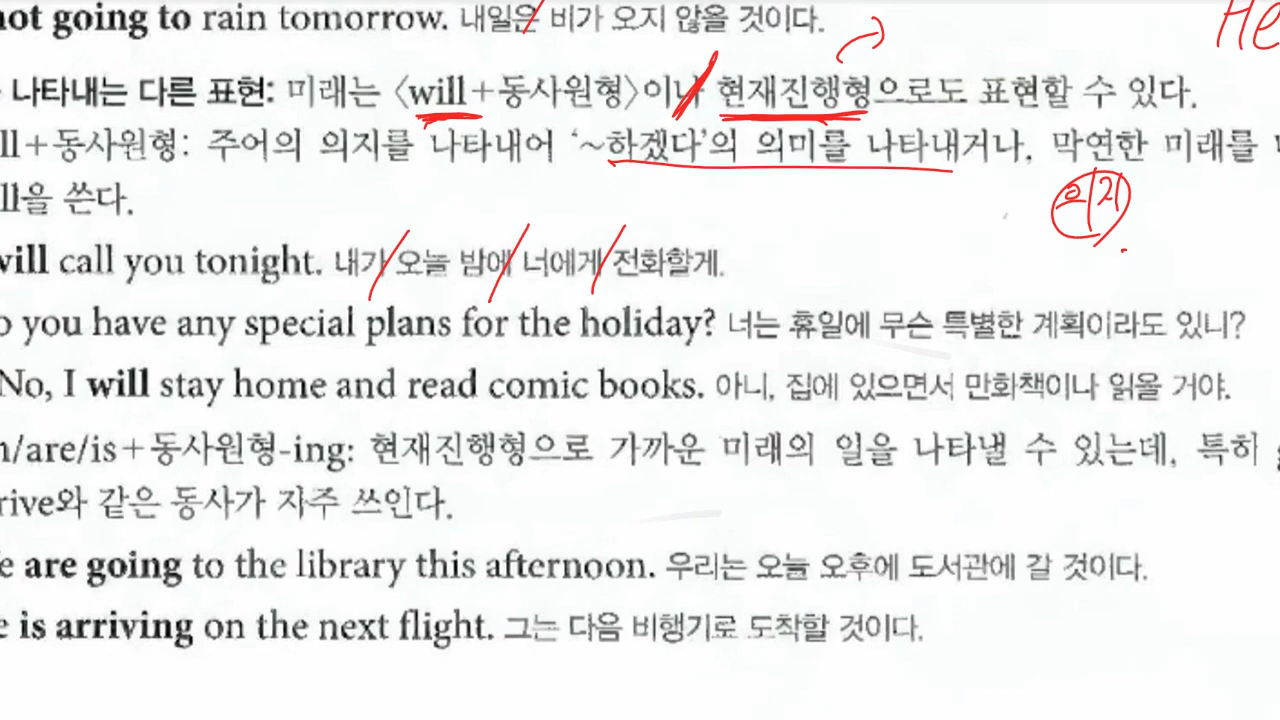 not going to rain tomorrow. 내일은 비가 오지 않을 것이다.
He
나타내는 다른 표현: 미래는 〈will+동사원형〉이나 현재진행형으로도 표현할 수 있다.
ll+동사원형: 주어의 의지를 나타내어 ‘~하겠다’의 의미를 나타내거나, 막연한 미래를
ll을 쓴다.
의지
will call you tonight. 내가 오늘 밤에 너에게 전화할게.
o you have any special plans for the holiday? 너는 휴일에 무슨 특별한 계획이라도 있니?
No, I will stay home and read comic books. 아니, 집에 있으면서 만화책이나 읽을 거야.
/are/is+동사원형-ing: 현재진행형으로 가까운 미래의 일을 나타낼 수 있는데, 특히
rive와 같은 동사가 자주 쓰인다.
e are going to the library this afternoon. 우리는 오늘 오후에 도서관에 갈 것이다.
e is arriving on the next flight. 그는 다음 비행기로 도착할 것이다.